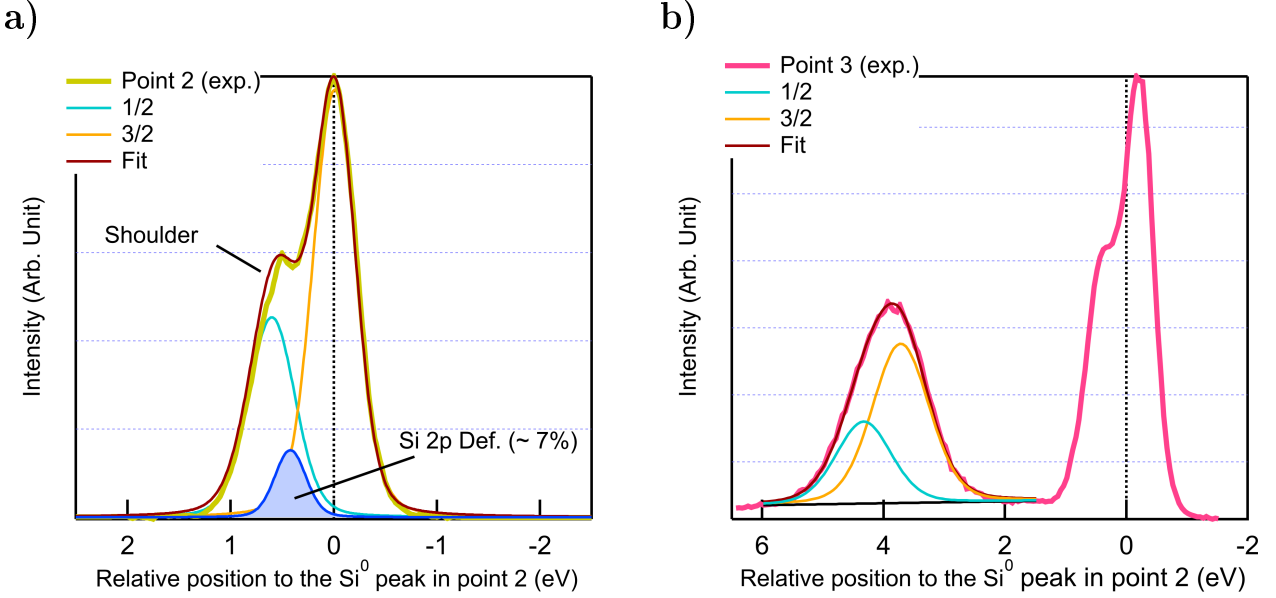 a)
Point 2 (exp.)
1/2
3/2
Fit
Shoulder
Si 2p Def. (~ 7%)
Intensity (Arb. Unit)
2 1 0 -1 -2
Relative position to the Si⁰ peak in point 2 (eV)
b)
Point 3 (exp.)
1/2
3/2
Fit
Intensity (Arb. Unit)
6 4 2 0 -2
Relative position to the Si⁰ peak in point 2 (eV)